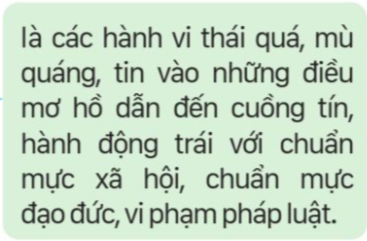 là các hành vi thái quá, mù
quáng, tin vào những điều
mơ hồ dẫn đến cuồng tín,
hành động trái với chuẩn
mực xã hội, chuẩn mực
đạo đức, vi phạm pháp luật.